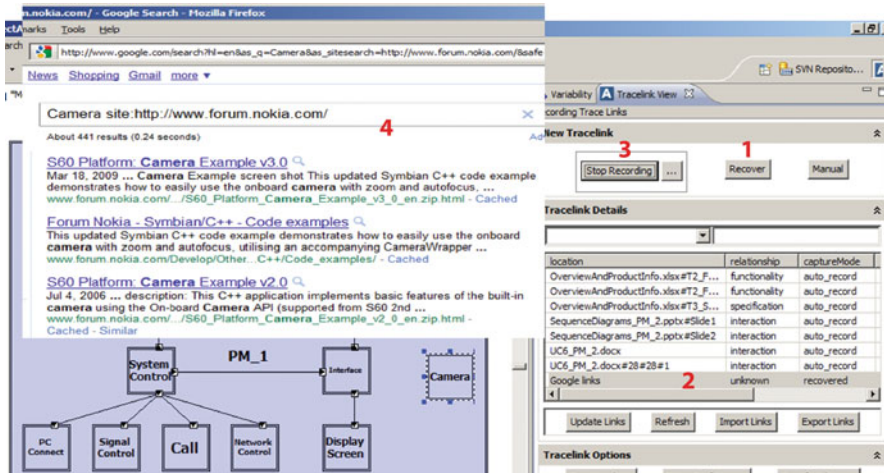 n.nokia.com/ - Google Search - Mozilla Firefox
marks Tools Help
http://www.google.com/search?hl=en&as_q=Camera&as_sitesearch=http://www.forum.nokia.com/&safe
News Shopping Gmail more ▼
Camera site:http://www.forum.nokia.com/
4
About 441 results (0.24 seconds)
S60 Platform: Camera Example v3.0
Mar 18, 2009 ... Camera Example screen shot This updated Symbian C++ code example
demonstrates how to easily use the onboard camera with zoom and autofocus, ...
www.forum.nokia.com/.../S60_Platform_Camera_Example_v3_0_en.zip.html - Cached
Forum Nokia - Symbian/C++ - Code examples
This updated Symbian C++ code example demonstrates how to easily use the onboard
camera with zoom and autofocus, utilising an accompanying CameraWrapper ...
www.forum.nokia.com/Develop/Other...C++/Code_examples/ - Cached
S60 Platform: Camera Example v2.0
Jul 4, 2006 ... description: This C++ application implements basic features of the built-in
camera using the On-board Camera API (supported from S60 2nd ...
www.forum.nokia.com/.../S60_Platform_Camera_Example_v2_0_en.zip.html -
Cached - Similar
System Control
PM_1
Interface
Camera
PC Connect
Signal Control
Call
Network Control
Display Screen
SVN Reposito...
Variability Tracelink View
cording Trace Links
New Tracelink
3 1
Stop Recording ... Recover Manual
Tracelink Details
location relationship captureMode
OverviewAndProductInfo.xlsx#T2_F... functionality auto_record
OverviewAndProductInfo.xlsx#T2_F... functionality auto_record
OverviewAndProductInfo.xlsx#T3_S... specification auto_record
SequenceDiagrams_PM_2.pptx#Slide1 interaction auto_record
SequenceDiagrams_PM_2.pptx#Slide2 interaction auto_record
UC6_PM_2.docx interaction auto_record
UC6_PM_2.docx#28#28#1 interaction auto_record
Google links unknown recovered
2
Update Links Refresh Import Links Export Links
Tracelink Options